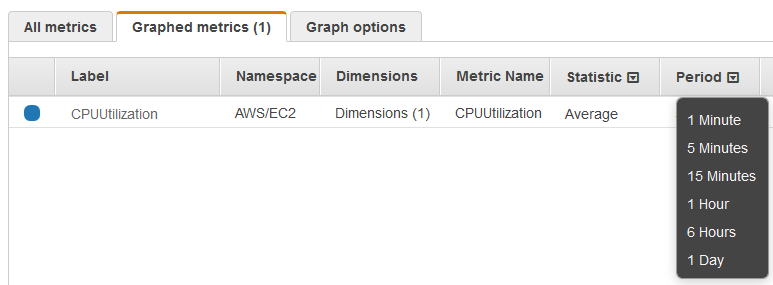 All metrics Graphed metrics (1) Graph options
Label Namespace Dimensions Metric Name Statistic Period
CPUUtilization AWS/EC2 Dimensions (1) CPUUtilization Average
1 Minute
5 Minutes
15 Minutes
1 Hour
6 Hours
1 Day